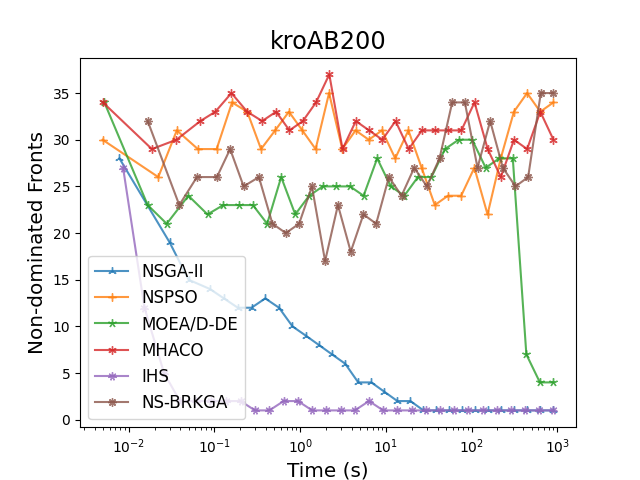 kroAB200
Non-dominated Fronts
35
30
25
20
15
10
5
0
NSGA-II
NSPSO
MOEA/D-DE
MHACO
IHS
NS-BRKGA
10⁻² 10⁻¹ 10⁰ 10¹ 10² 10³
Time (s)